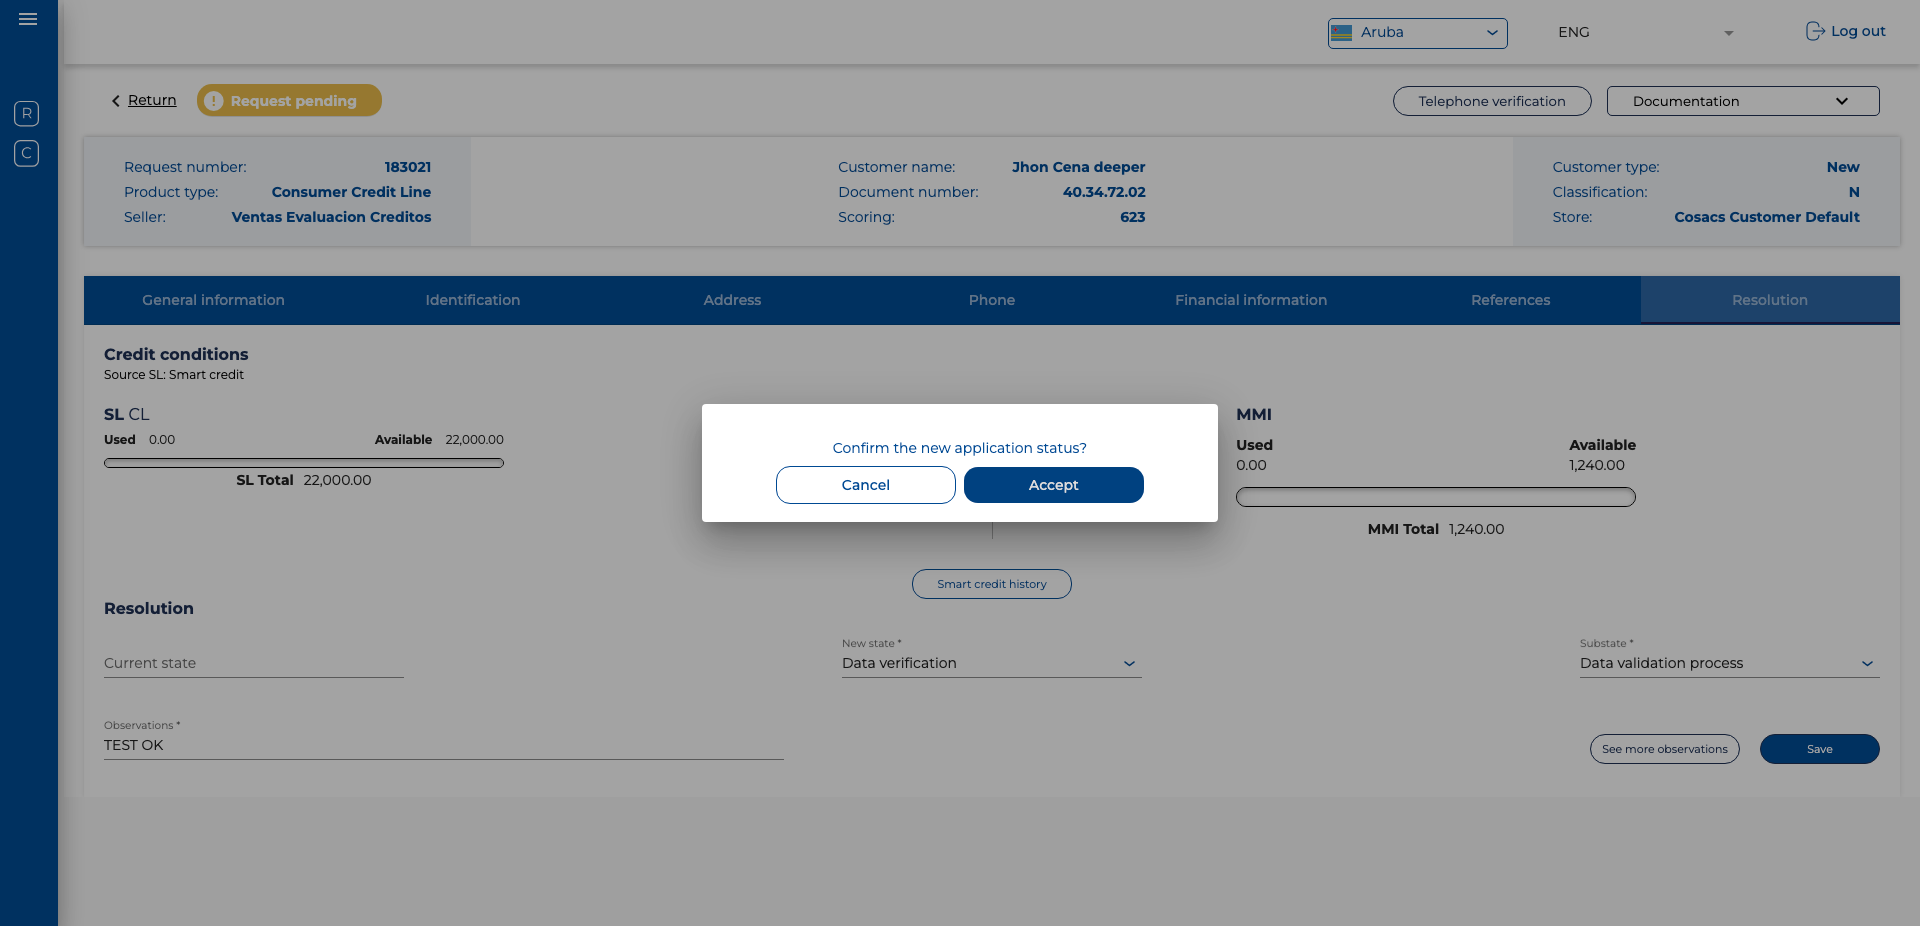 Aruba
ENG
Log out
R
C
Return
! Request pending
Telephone verification
Documentation
Request number: 183021
Product type: Consumer Credit Line
Seller: Ventas Evaluacion Creditos
Customer name: Jhon Cena deeper
Document number: 40.34.72.02
Scoring: 623
Customer type: New
Classification: N
Store: Cosacs Customer Default
General information
Identification
Address
Phone
Financial information
References
Resolution
Credit conditions
Source SL: Smart credit
SL CL
Used 0.00 Available 22,000.00
SL Total 22,000.00
Confirm the new application status?
Cancel
Accept
MMI
Used Available
0.00 1,240.00
MMI Total 1,240.00
Smart credit history
Resolution
Current state
New state *
Data verification
Substate *
Data validation process
Observations *
TEST OK
See more observations
Save